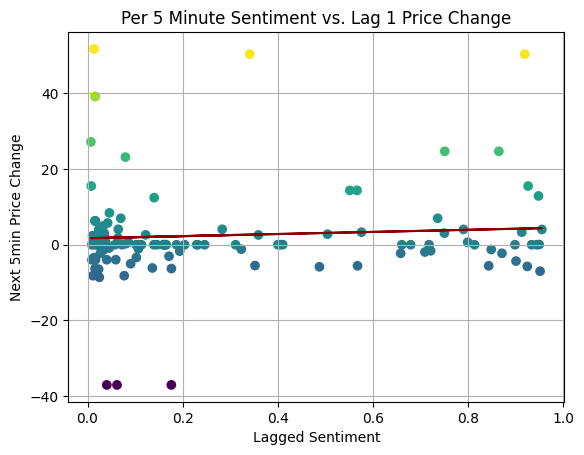 Per 5 Minute Sentiment vs. Lag 1 Price Change
Next 5min Price Change
40
20
0
−20
−40
0.0 0.2 0.4 0.6 0.8 1.0
Lagged Sentiment